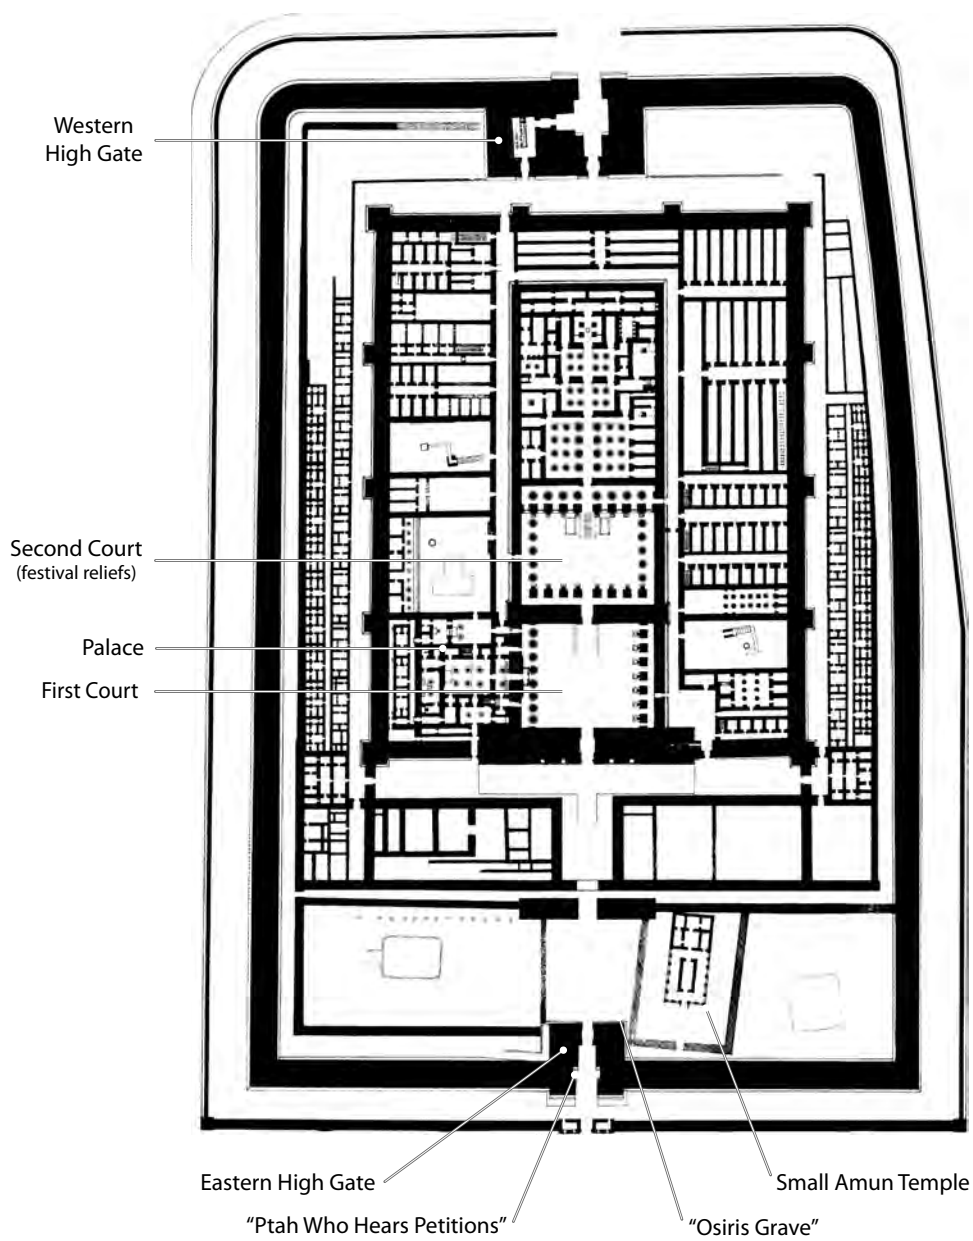 Western
High Gate
Second Court
(festival reliefs)
Palace
First Court
Eastern High Gate
Small Amun Temple
“Ptah Who Hears Petitions”
“Osiris Grave”